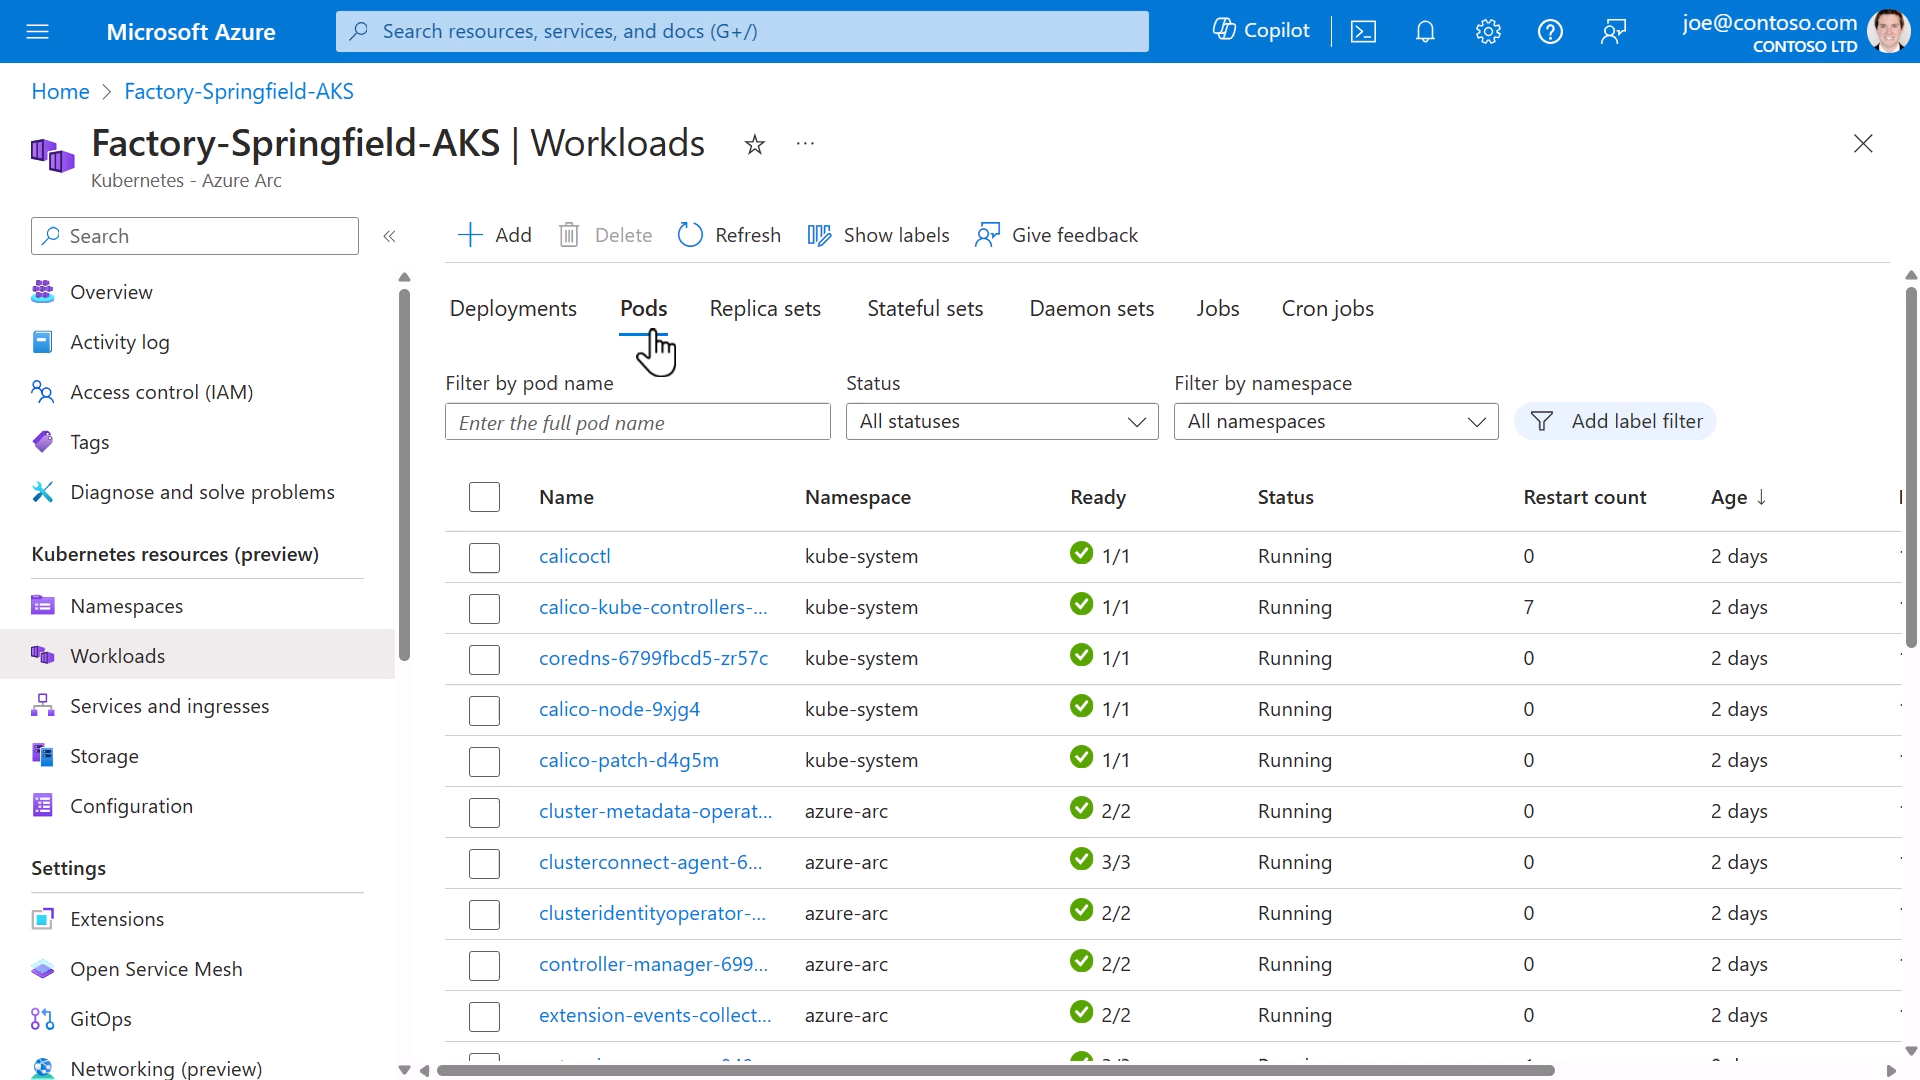 Microsoft Azure
Search resources, services, and docs (G+/)
Copilot
joe@contoso.com
CONTOSO LTD
Home > Factory-Springfield-AKS
Factory-Springfield-AKS | Workloads
Kubernetes - Azure Arc
Search
Overview
Activity log
Access control (IAM)
Tags
Diagnose and solve problems
Kubernetes resources (preview)
Namespaces
Workloads
Services and ingresses
Storage
Configuration
Settings
Extensions
Open Service Mesh
GitOps
Networking (preview)
Add Delete Refresh Show labels Give feedback
Deployments Pods Replica sets Stateful sets Daemon sets Jobs Cron jobs
Filter by pod name Status Filter by namespace
Enter the full pod name All statuses All namespaces Add label filter
Name Namespace Ready Status Restart count Age ↓
calicoctl kube-system 1/1 Running 0 2 days
calico-kube-controllers-... kube-system 1/1 Running 7 2 days
coredns-6799fbcd5-zr57c kube-system 1/1 Running 0 2 days
calico-node-9xjg4 kube-system 1/1 Running 0 2 days
calico-patch-d4g5m kube-system 1/1 Running 0 2 days
cluster-metadata-operat... azure-arc 2/2 Running 0 2 days
clusterconnect-agent-6... azure-arc 3/3 Running 0 2 days
clusteridentityoperator-... azure-arc 2/2 Running 0 2 days
controller-manager-699... azure-arc 2/2 Running 0 2 days
extension-events-collect... azure-arc 2/2 Running 0 2 days